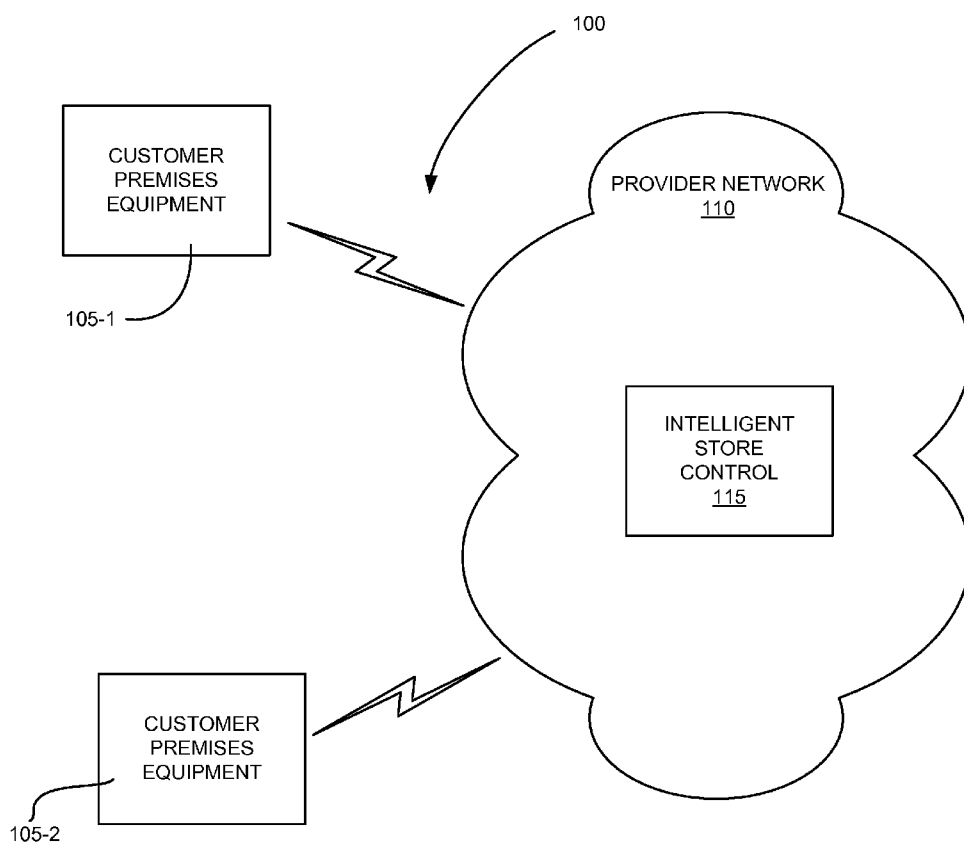 100
CUSTOMER
PREMISES
EQUIPMENT
105-1
PROVIDER NETWORK
110
INTELLIGENT
STORE
CONTROL
115
CUSTOMER
PREMISES
EQUIPMENT
105-2